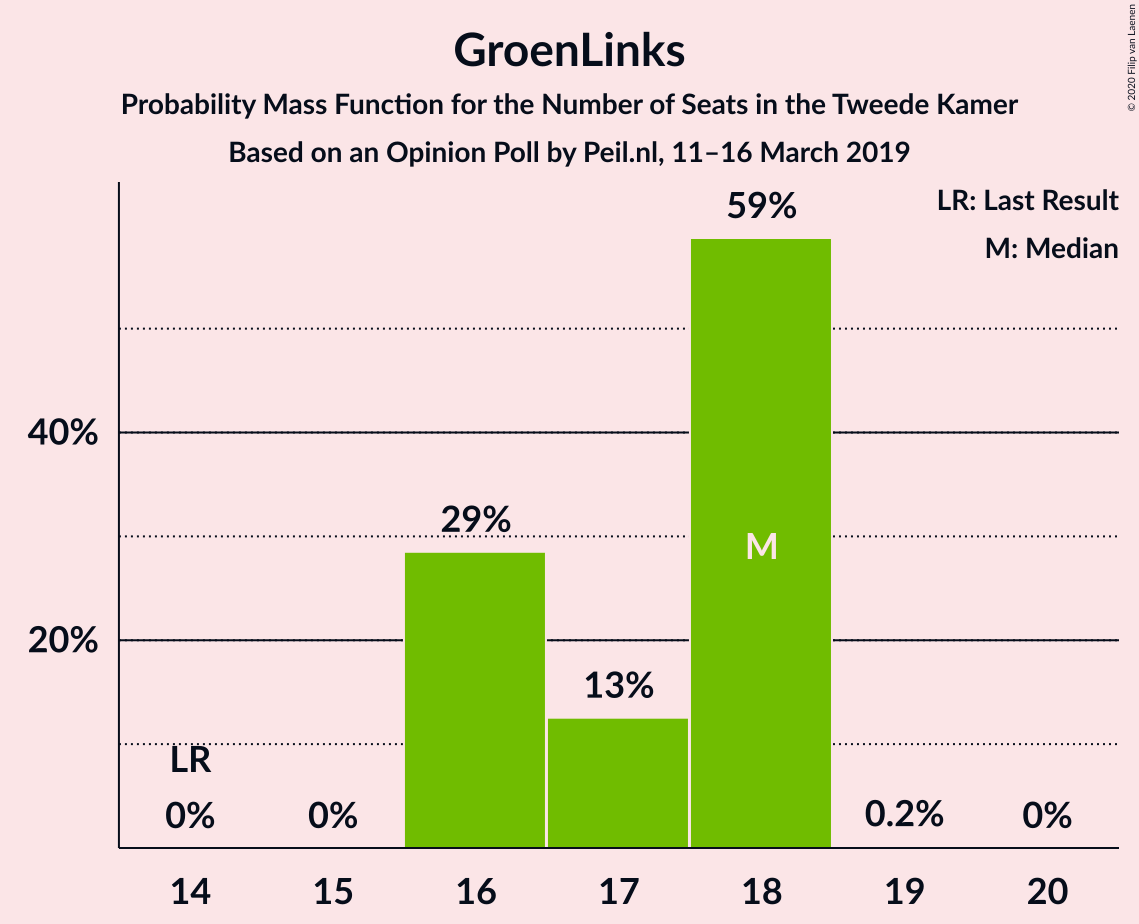 GroenLinks
Probability Mass Function for the Number of Seats in the Tweede Kamer
Based on an Opinion Poll by Peil.nl, 11–16 March 2019
© 2020 Filip van Laenen
LR: Last Result
M: Median
59%
40%
29%
M
20%
13%
LR
0%
0%
0.2%
0%
14 15 16 17 18 19 20